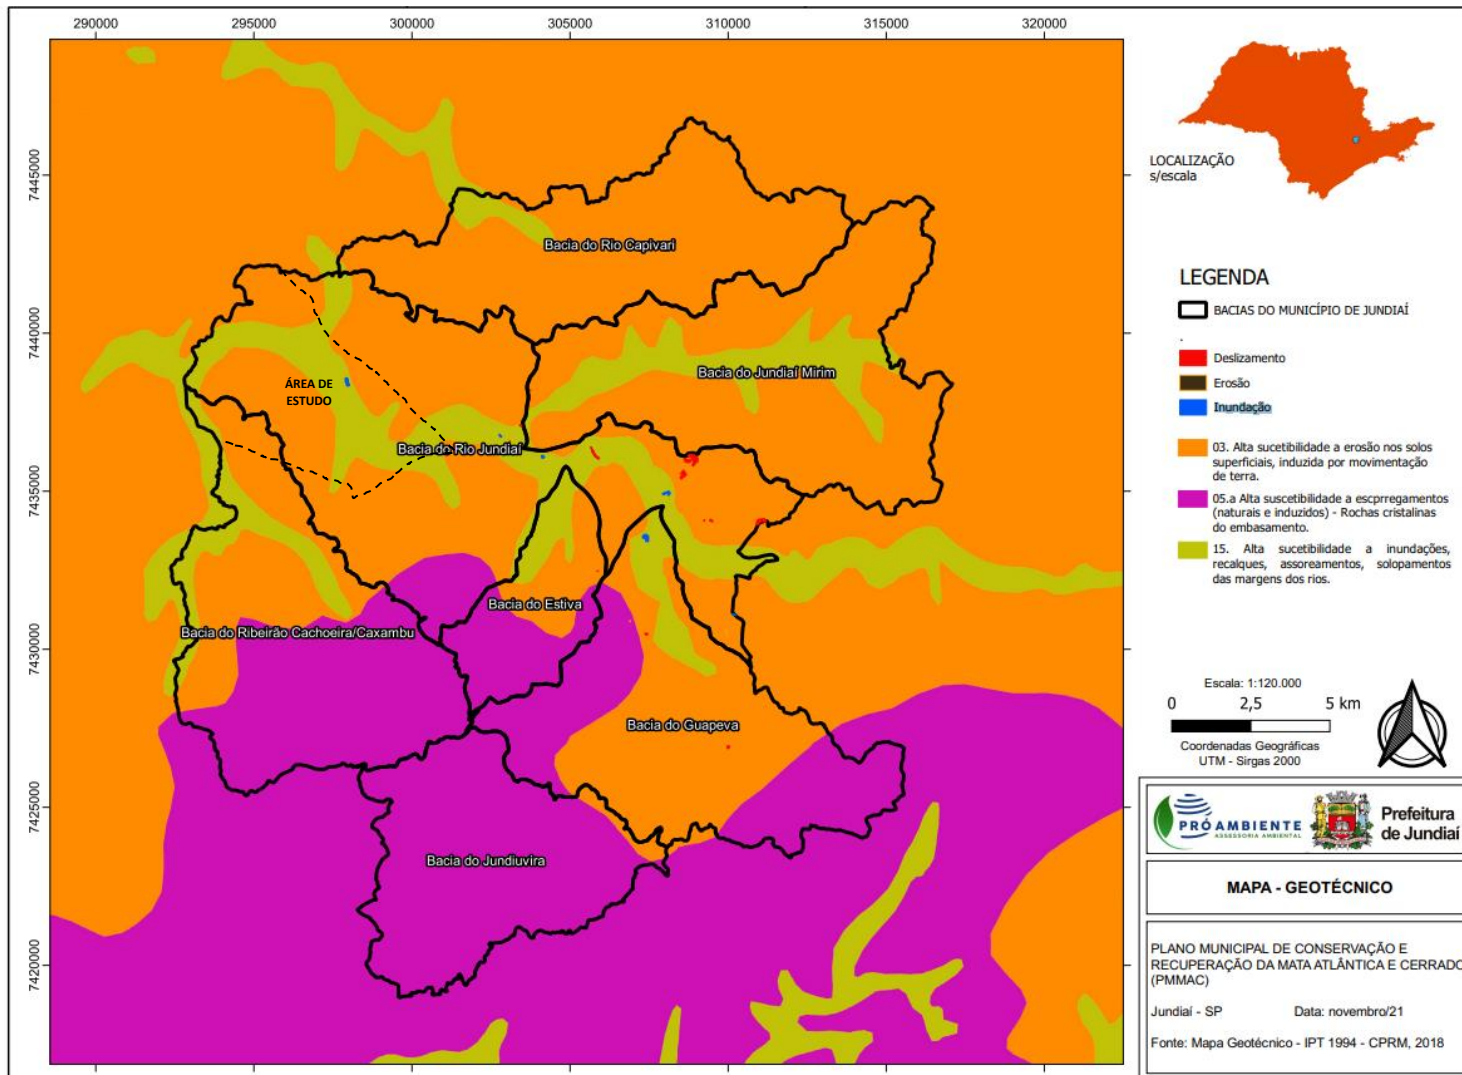 290000
295000
300000
305000
310000
315000
320000
7445000
7440000
7435000
7430000
7425000
7420000
Bacia do Rio Capivari
Bacia do Jundiaí Mirim
ÁREA DE
ESTUDO
Bacia do Rio Jundiaí
Bacia do Estiva
Bacia do Ribeirão Cachoeira/Caxambu
Bacia do Guapeva
Bacia do Jundiuvira
LOCALIZAÇÃO
s/escala
LEGENDA
BACIAS DO MUNICÍPIO DE JUNDIAÍ
.
Deslizamento
Erosão
Inundação
03. Alta sucetibilidade a erosão nos solos
superficiais, induzida por movimentação
de terra.
05.a Alta suscetibilidade a escprregamentos
(naturais e induzidos) - Rochas cristalinas
do embasamento.
15. Alta sucetibilidade a inundações,
recalques, assoreamentos, solopamentos
das margens dos rios.
Escala: 1:120.000
0 2,5 5 km
Coordenadas Geográficas
UTM - Sirgas 2000
PRÓAMBIENTE
ASSESSORIA AMBIENTAL
Prefeitura
de Jundiaí
MAPA - GEOTÉCNICO
PLANO MUNICIPAL DE CONSERVAÇÃO E
RECUPERAÇÃO DA MATA ATLÂNTICA E CERRADO
(PMMAC)
Jundiaí - SP Data: novembro/21
Fonte: Mapa Geotécnico - IPT 1994 - CPRM, 2018